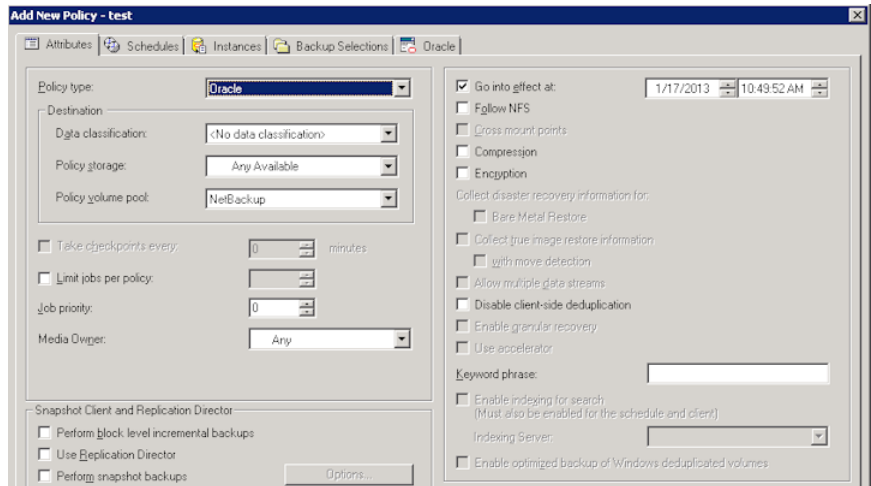 Add New Policy - test
Attributes Schedules Instances Backup Selections Oracle
Policy type: Oracle
Destination
Data classification: <No data classification>
Policy storage: Any Available
Policy volume pool: NetBackup
Take checkpoints every: 0 minutes
Limit jobs per policy:
Job priority: 0
Media Owner: Any
Snapshot Client and Replication Director
Perform block level incremental backups
Use Replication Director
Perform snapshot backups Options...
Go into effect at: 1/17/2013 10:49:52 AM
Follow NFS
Cross mount points
Compression
Encryption
Collect disaster recovery information for:
Bare Metal Restore
Collect true image restore information
with move detection
Allow multiple data streams
Disable client-side deduplication
Enable granular recovery
Use accelerator
Keyword phrase:
Enable indexing for search
(Must also be enabled for the schedule and client)
Indexing Server:
Enable optimized backup of Windows deduplicated volumes